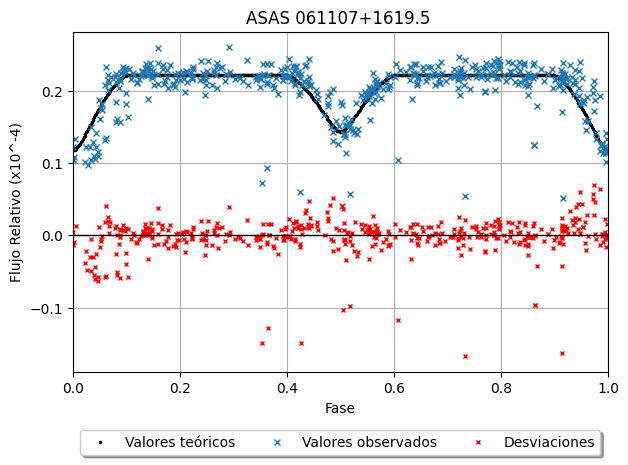 ASAS 061107+1619.5
Flujo Relativo (x10^-4)
0.2
0.1
0.0
−0.1
0.0 0.2 0.4 0.6 0.8 1.0
Fase
Valores teóricos Valores observados Desviaciones